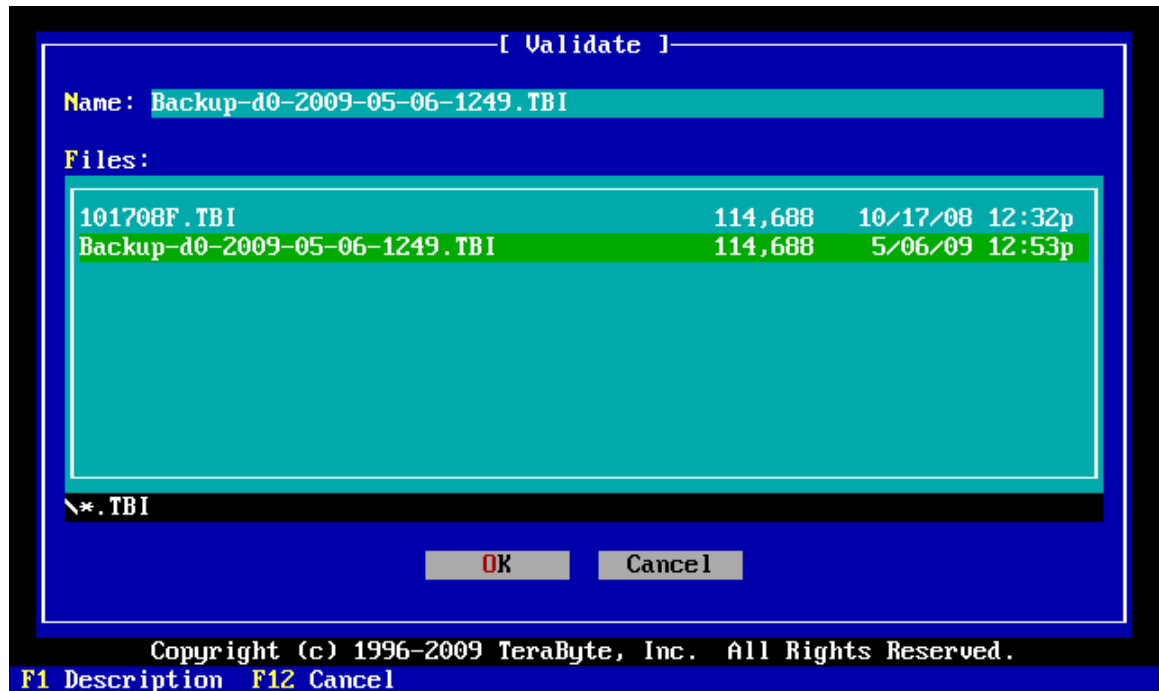 [ Validate ]
Name: Backup-d0-2009-05-06-1249.TBI
Files:
101708F.TBI 114,688 10/17/08 12:32p
Backup-d0-2009-05-06-1249.TBI 114,688 5/06/09 12:53p
\*.TBI
OK Cancel
Copyright (c) 1996-2009 TeraByte, Inc. All Rights Reserved.
F1 Description F12 Cancel